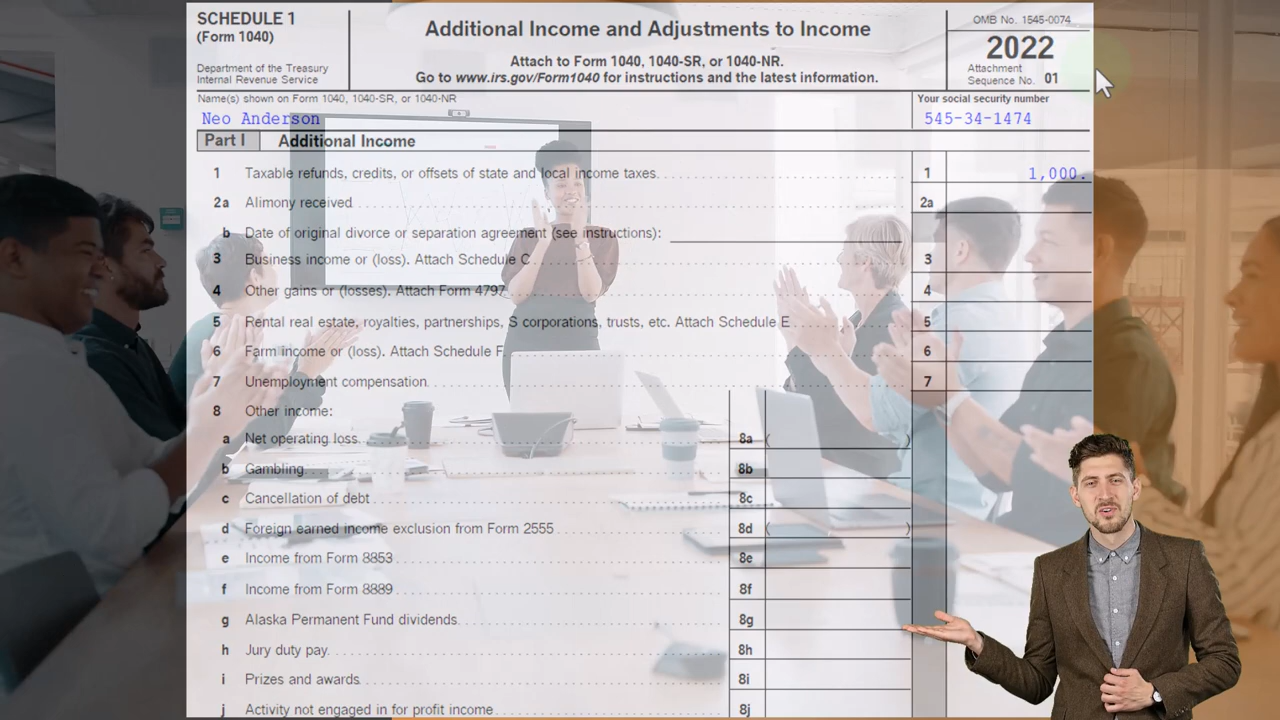 SCHEDULE 1
(Form 1040)
Department of the Treasury
Internal Revenue Service
Additional Income and Adjustments to Income
Attach to Form 1040, 1040-SR, or 1040-NR.
Go to www.irs.gov/Form1040 for instructions and the latest information.
OMB No. 1545-0074
2022
Attachment
Sequence No. 01
Name(s) shown on Form 1040, 1040-SR, or 1040-NR
Your social security number
Neo Anderson
545-34-1474
Part I Additional Income
1 Taxable refunds, credits, or offsets of state and local income taxes 1 1,000.
2a Alimony received 2a
b Date of original divorce or separation agreement (see instructions):
3 Business income or (loss). Attach Schedule C 3
4 Other gains or (losses). Attach Form 4797 4
5 Rental real estate, royalties, partnerships, S corporations, trusts, etc. Attach Schedule E 5
6 Farm income or (loss). Attach Schedule F 6
7 Unemployment compensation 7
8 Other income:
a Net operating loss 8a ( )
b Gambling 8b
c Cancellation of debt 8c
d Foreign earned income exclusion from Form 2555 8d ( )
e Income from Form 8853 8e
f Income from Form 8889 8f
g Alaska Permanent Fund dividends 8g
h Jury duty pay 8h
i Prizes and awards 8i
j Activity not engaged in for profit income 8j